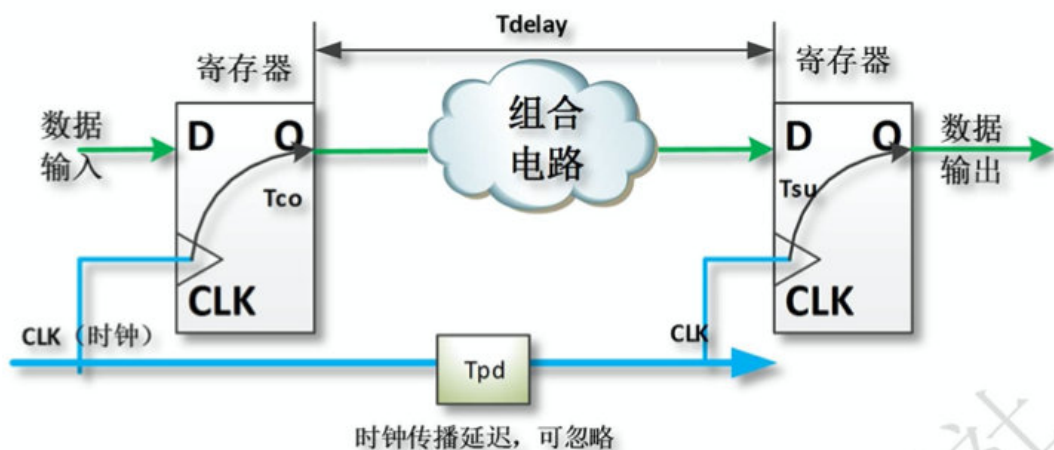 Tdelay
寄存器
寄存器
数据
输入
D
Q
Tco
CLK
组合
电路
D
Q
Tsu
CLK
数据
输出
CLK（时钟）
Tpd
CLK
时钟传播延迟，可忽略